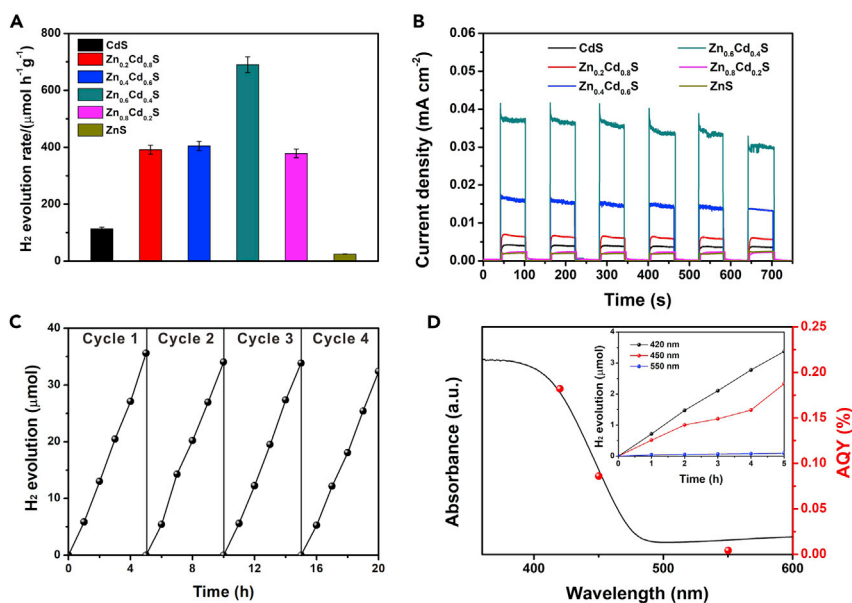 A
H2 evolution rate/(μmol h-1g-1)
800
600
400
200
0
CdS
Zn0.2Cd0.8S
Zn0.4Cd0.6S
Zn0.6Cd0.4S
Zn0.8Cd0.2S
ZnS
B
Current density (mA cm-2)
0.06
0.05
0.04
0.03
0.02
0.01
0.00
CdS
Zn0.2Cd0.8S
Zn0.4Cd0.6S
Zn0.6Cd0.4S
Zn0.8Cd0.2S
ZnS
0 100 200 300 400 500 600 700
Time (s)
C
H2 evolution (μmol)
40
30
20
10
0
Cycle 1 Cycle 2 Cycle 3 Cycle 4
0 4 8 12 16 20
Time (h)
D
Absorbance (a.u.)
400 500 600
Wavelength (nm)
0.25
0.20
0.15
0.10
0.05
0.00
AQY (%)
H2 evolution (μmol)
4
3
2
1
0
420 nm
450 nm
550 nm
0 1 2 3 4 5
Time (h)